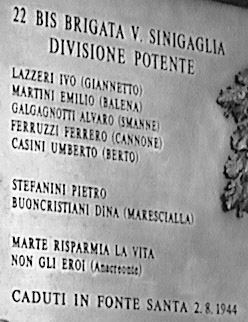 22 BIS BRIGATA V. SINIGAGLIA
DIVISIONE POTENTE
LAZZERI IVO (GIANNETTO)
MARTINI EMILIO (BALENA)
GALGAGNOTTI ALVARO (SMANNE)
FERRUZZI FERRERO (CANNONE)
CASINI UMBERTO (BERTO)
STEFANINI PIETRO
BUONCRISTIANI DINA (MARESCIALLA)
MARTE RISPARMIA LA VITA
NON GLI EROI (Anacreonte)
CADUTI IN FONTE SANTA 2.8.1944